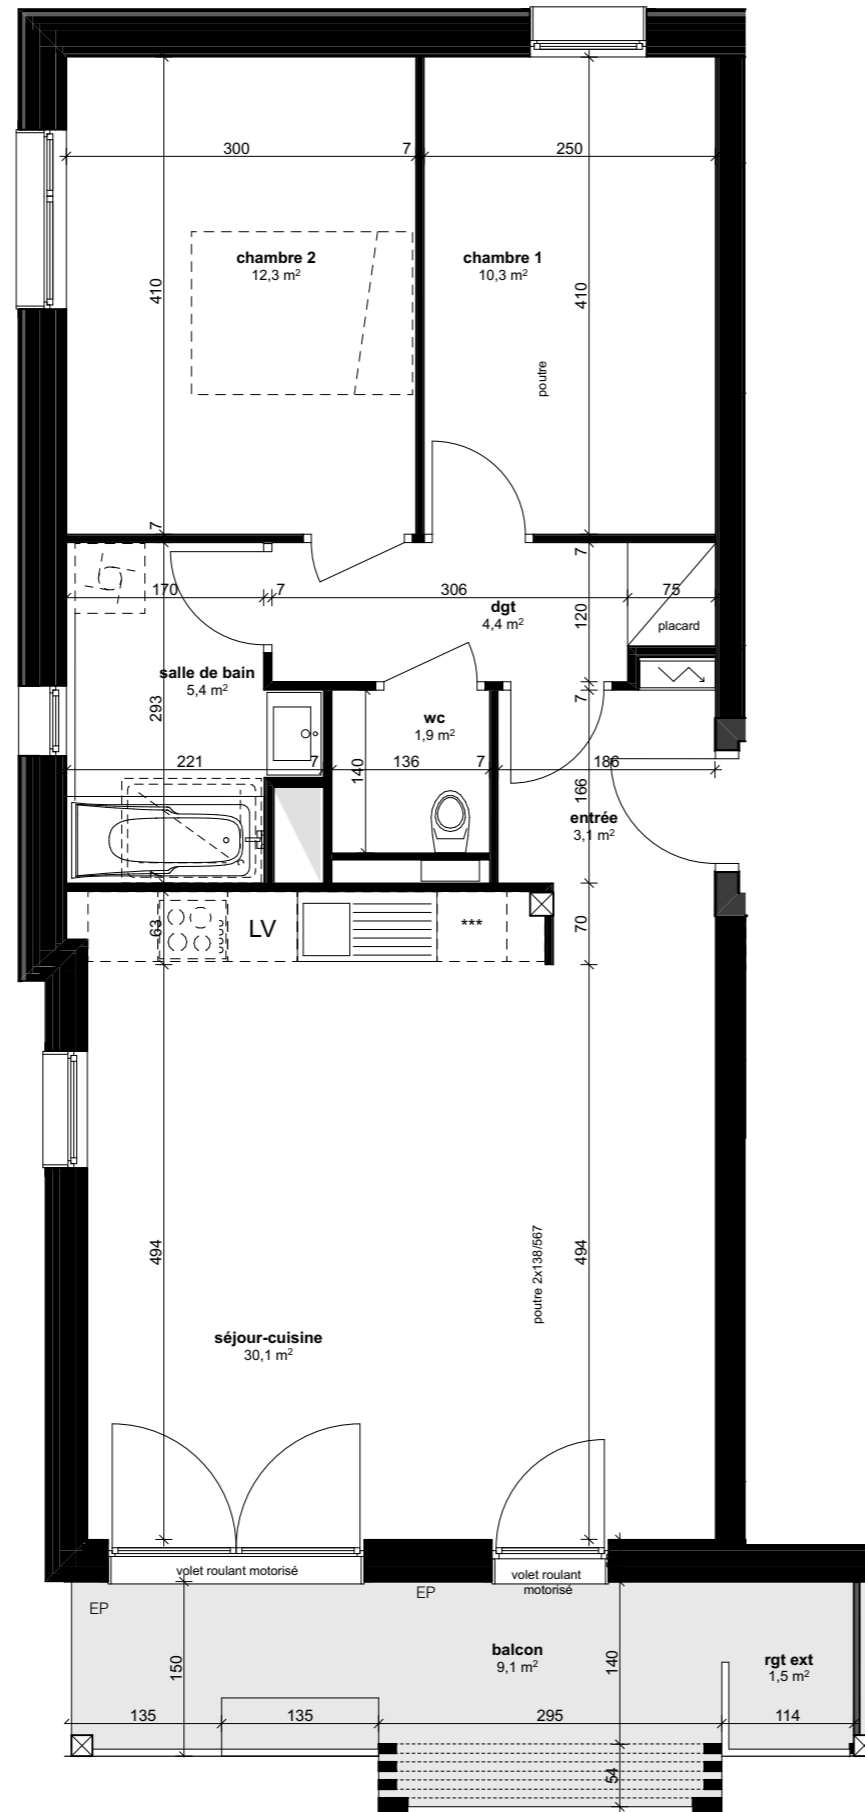 300
7
250
chambre 2
12,3 m²
chambre 1
10,3 m²
410
410
poutre
7
7
170
7
306
75
dgt
4,4 m²
120
placard
salle de bain
5,4 m²
293
7
wc
1,9 m²
221
7
140
136
7
186
166
entrée
3,1 m²
7
63
LV
***
70
494
494
poutre 2x138/567
séjour-cuisine
30,1 m²
volet roulant motorisé
volet roulant
motorisé
EP
EP
150
balcon
9,1 m²
140
rgt ext
1,5 m²
135
135
295
114
54